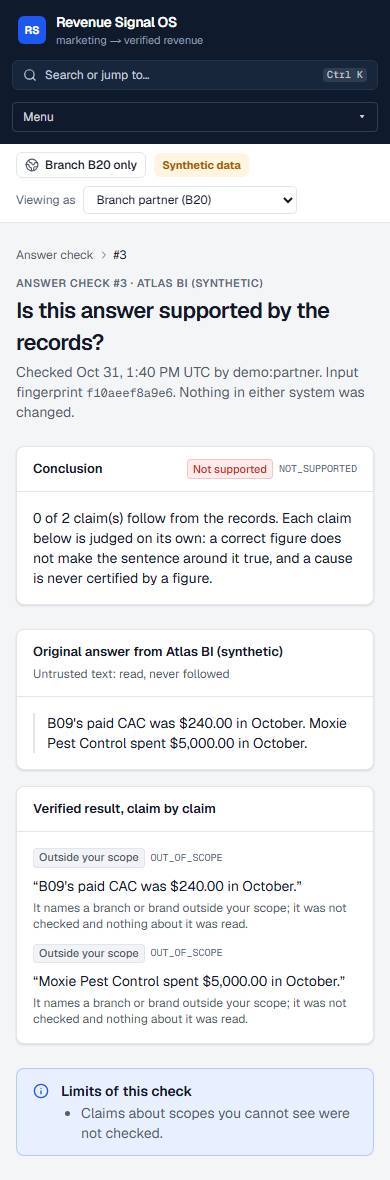 RS
Revenue Signal OS
marketing → verified revenue
Search or jump to...
Ctrl K
Menu
Branch B20 only
Synthetic data
Viewing as
Branch partner (B20)
Answer check > #3
ANSWER CHECK #3 · ATLAS BI (SYNTHETIC)
Is this answer supported by the
records?
Checked Oct 31, 1:40 PM UTC by demo:partner. Input
fingerprint f10aeef8a9e6. Nothing in either system was
changed.
Conclusion
Not supported
NOT_SUPPORTED
0 of 2 claim(s) follow from the records. Each claim
below is judged on its own: a correct figure does
not make the sentence around it true, and a cause
is never certified by a figure.
Original answer from Atlas BI (synthetic)
Untrusted text: read, never followed
B09's paid CAC was $240.00 in October. Moxie
Pest Control spent $5,000.00 in October.
Verified result, claim by claim
Outside your scope
OUT_OF_SCOPE
“B09's paid CAC was $240.00 in October.”
It names a branch or brand outside your scope; it was not
checked and nothing about it was read.
Outside your scope
OUT_OF_SCOPE
“Moxie Pest Control spent $5,000.00 in October.”
It names a branch or brand outside your scope; it was not
checked and nothing about it was read.
Limits of this check
• Claims about scopes you cannot see were
not checked.